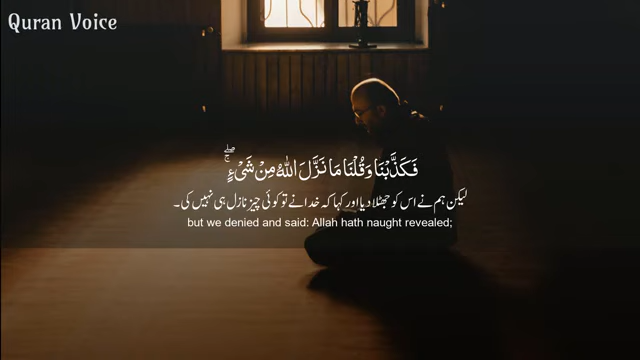 Quran Voice
فَكَذَّبْنَا وَقُلْنَا مَا نَزَّلَ اللَّهُ مِنْ شَيْءٍ ۖۚ
لیکن ہم نے اس کو جھٹلا دیا اور کہا کہ خدا نے تو کوئی چیز نازل ہی نہیں کی۔
but we denied and said: Allah hath naught revealed;